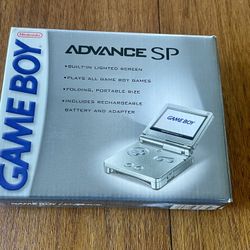 Nintendo
GAME BOY
ADVANCE SP
•BUILT-IN LIGHTED SCREEN
•PLAYS ALL GAME BOY GAMES
•FOLDING, PORTABLE SIZE
•INCLUDES RECHARGEABLE
BATTERY AND ADAPTER
GAME BOY